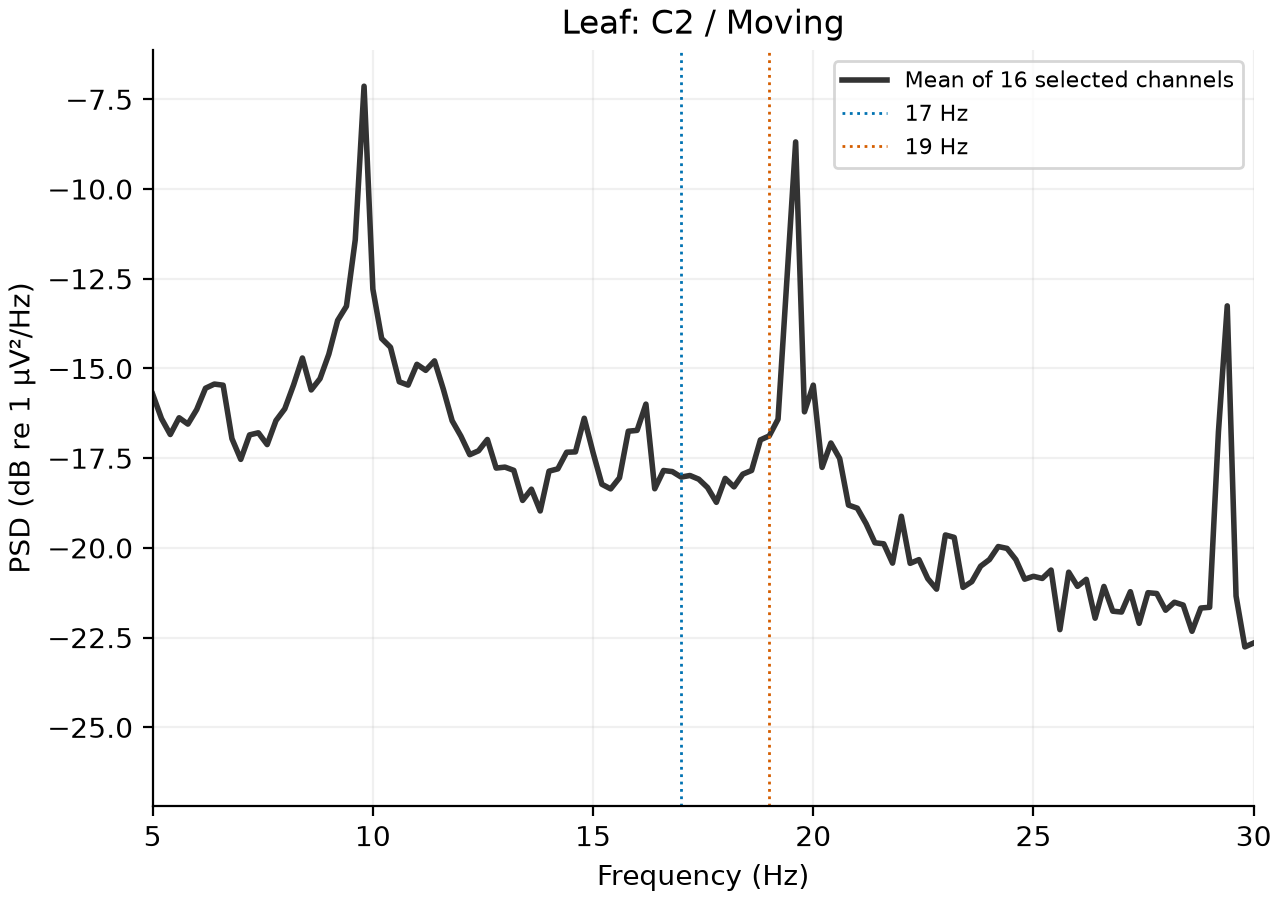 Leaf: C2 / Moving
Mean of 16 selected channels
17 Hz
19 Hz
PSD (dB re 1 µV²/Hz)
−7.5
−10.0
−12.5
−15.0
−17.5
−20.0
−22.5
−25.0
5
10
15
20
25
30
Frequency (Hz)